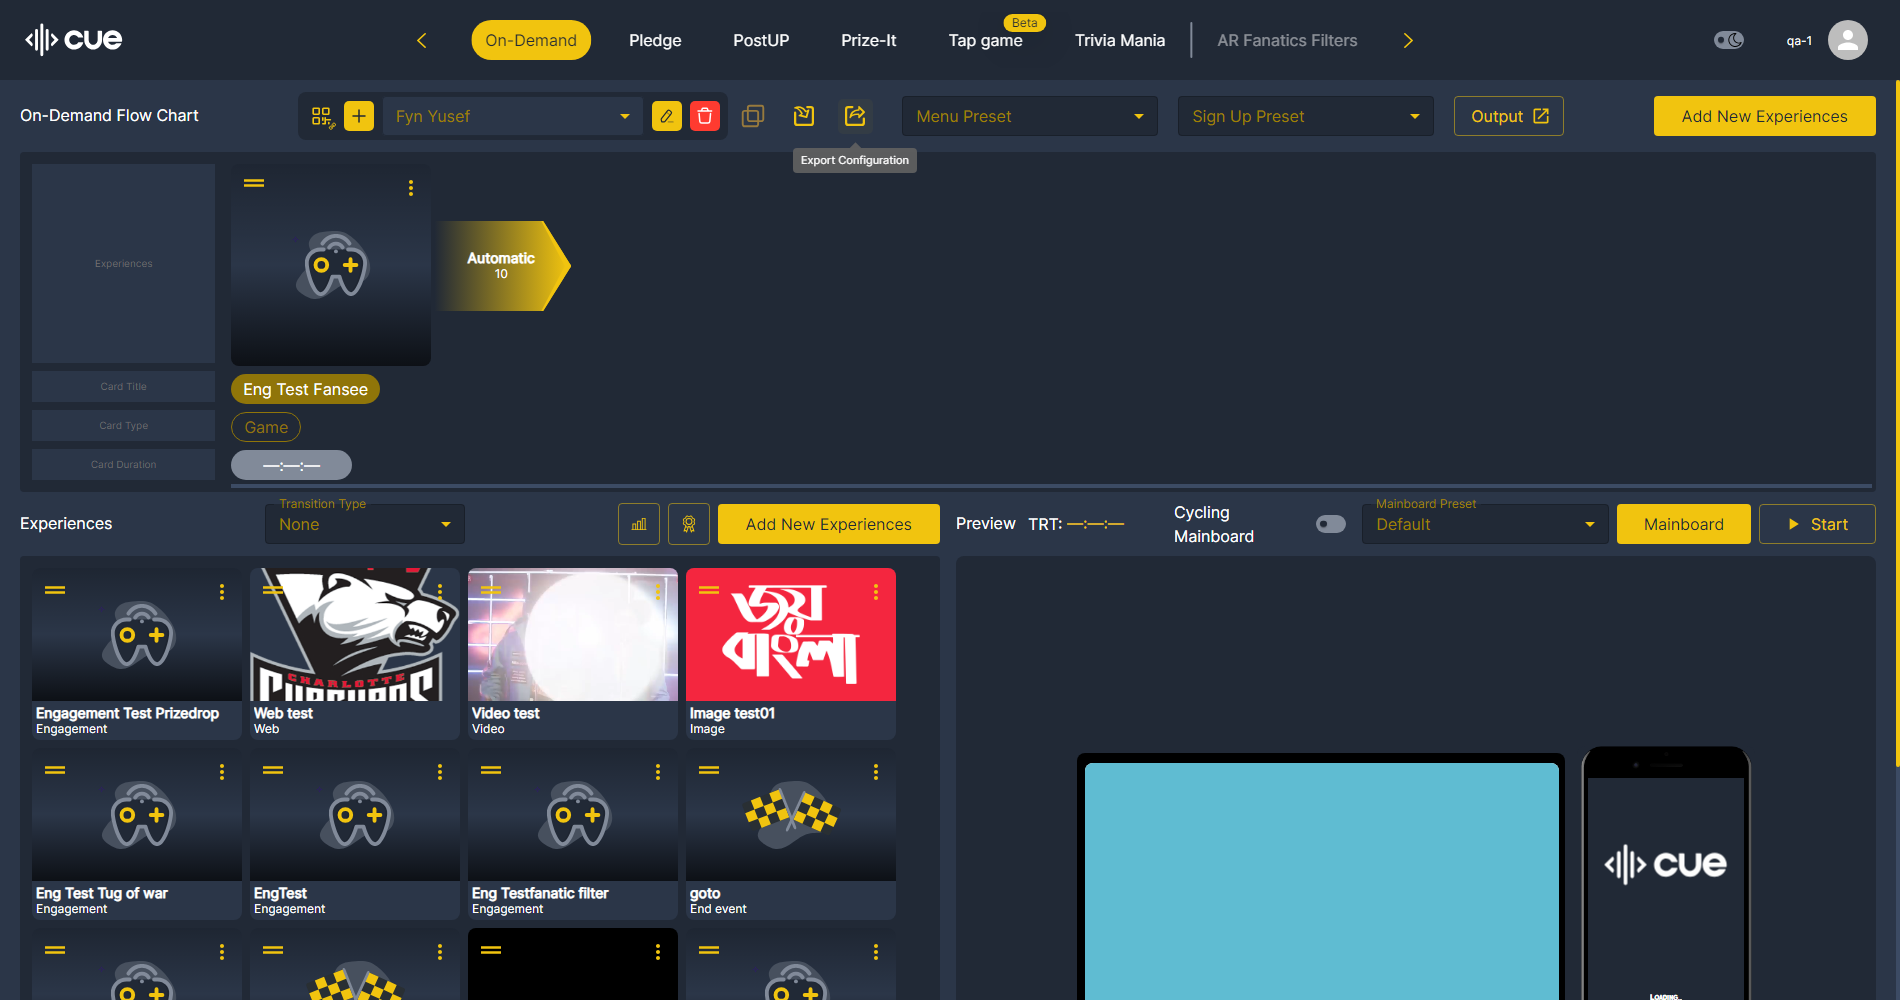 cue
On-Demand
Pledge
PostUP
Prize-It
Tap game
Beta
Trivia Mania
AR Fanatics Filters
qa-1
On-Demand Flow Chart
Fyn Yusef
Menu Preset
Sign Up Preset
Output
Add New Experiences
Export Configuration
Experiences
Automatic
10
Card Title
Eng Test Fansee
Card Type
Game
Card Duration
—:—:—
Experiences
Transition Type
None
Add New Experiences
Preview
TRT: —:—:—
Cycling
Mainboard
Mainboard Preset
Default
Mainboard
Start
CHARLOTTE
জয়
বাংলা
Engagement Test Prizedrop
Engagement
Web test
Web
Video test
Video
Image test01
Image
Eng Test Tug of war
Engagement
EngTest
Engagement
Eng Testfanatic filter
Engagement
goto
End event
cue
LOADING...